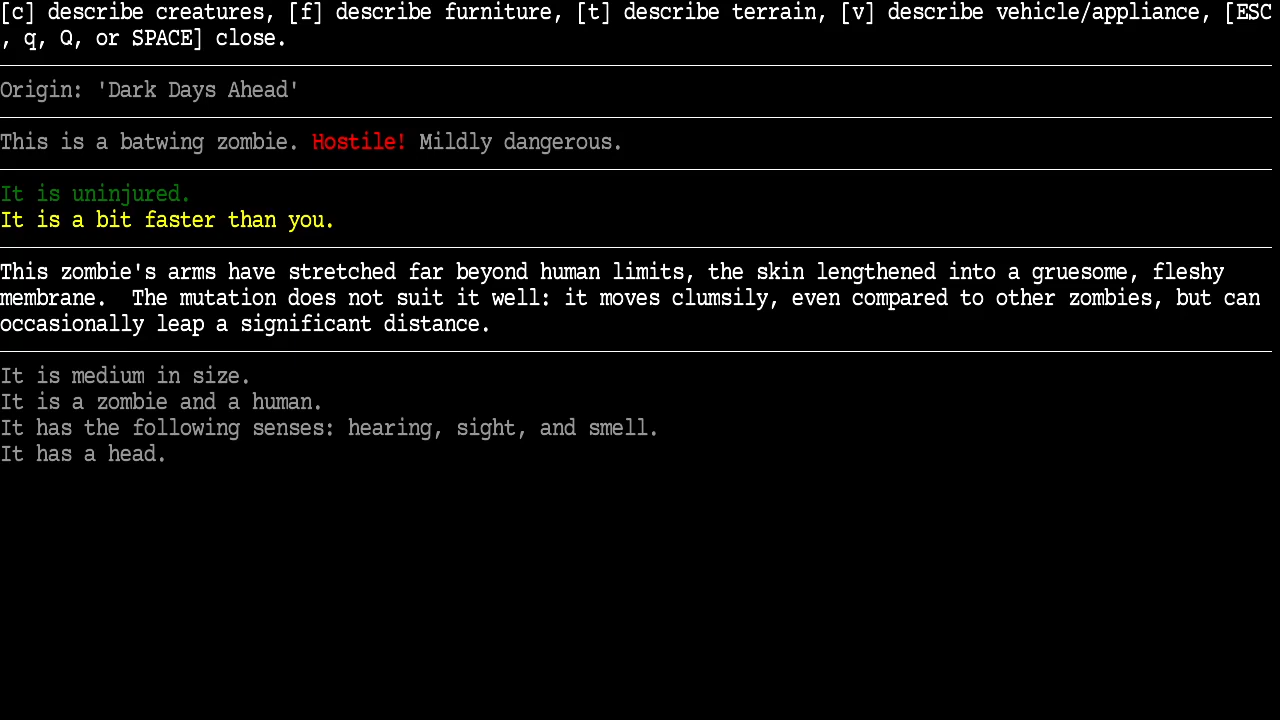 [c] describe creatures, [f] describe furniture, [t] describe terrain, [v] describe vehicle/appliance, [ESC
, q, Q, or SPACE] close.
Origin: 'Dark Days Ahead'
This is a batwing zombie. Hostile! Mildly dangerous.
It is uninjured.
It is a bit faster than you.
This zombie's arms have stretched far beyond human limits, the skin lengthened into a gruesome, fleshy
membrane.  The mutation does not suit it well: it moves clumsily, even compared to other zombies, but can
occasionally leap a significant distance.
It is medium in size.
It is a zombie and a human.
It has the following senses: hearing, sight, and smell.
It has a head.